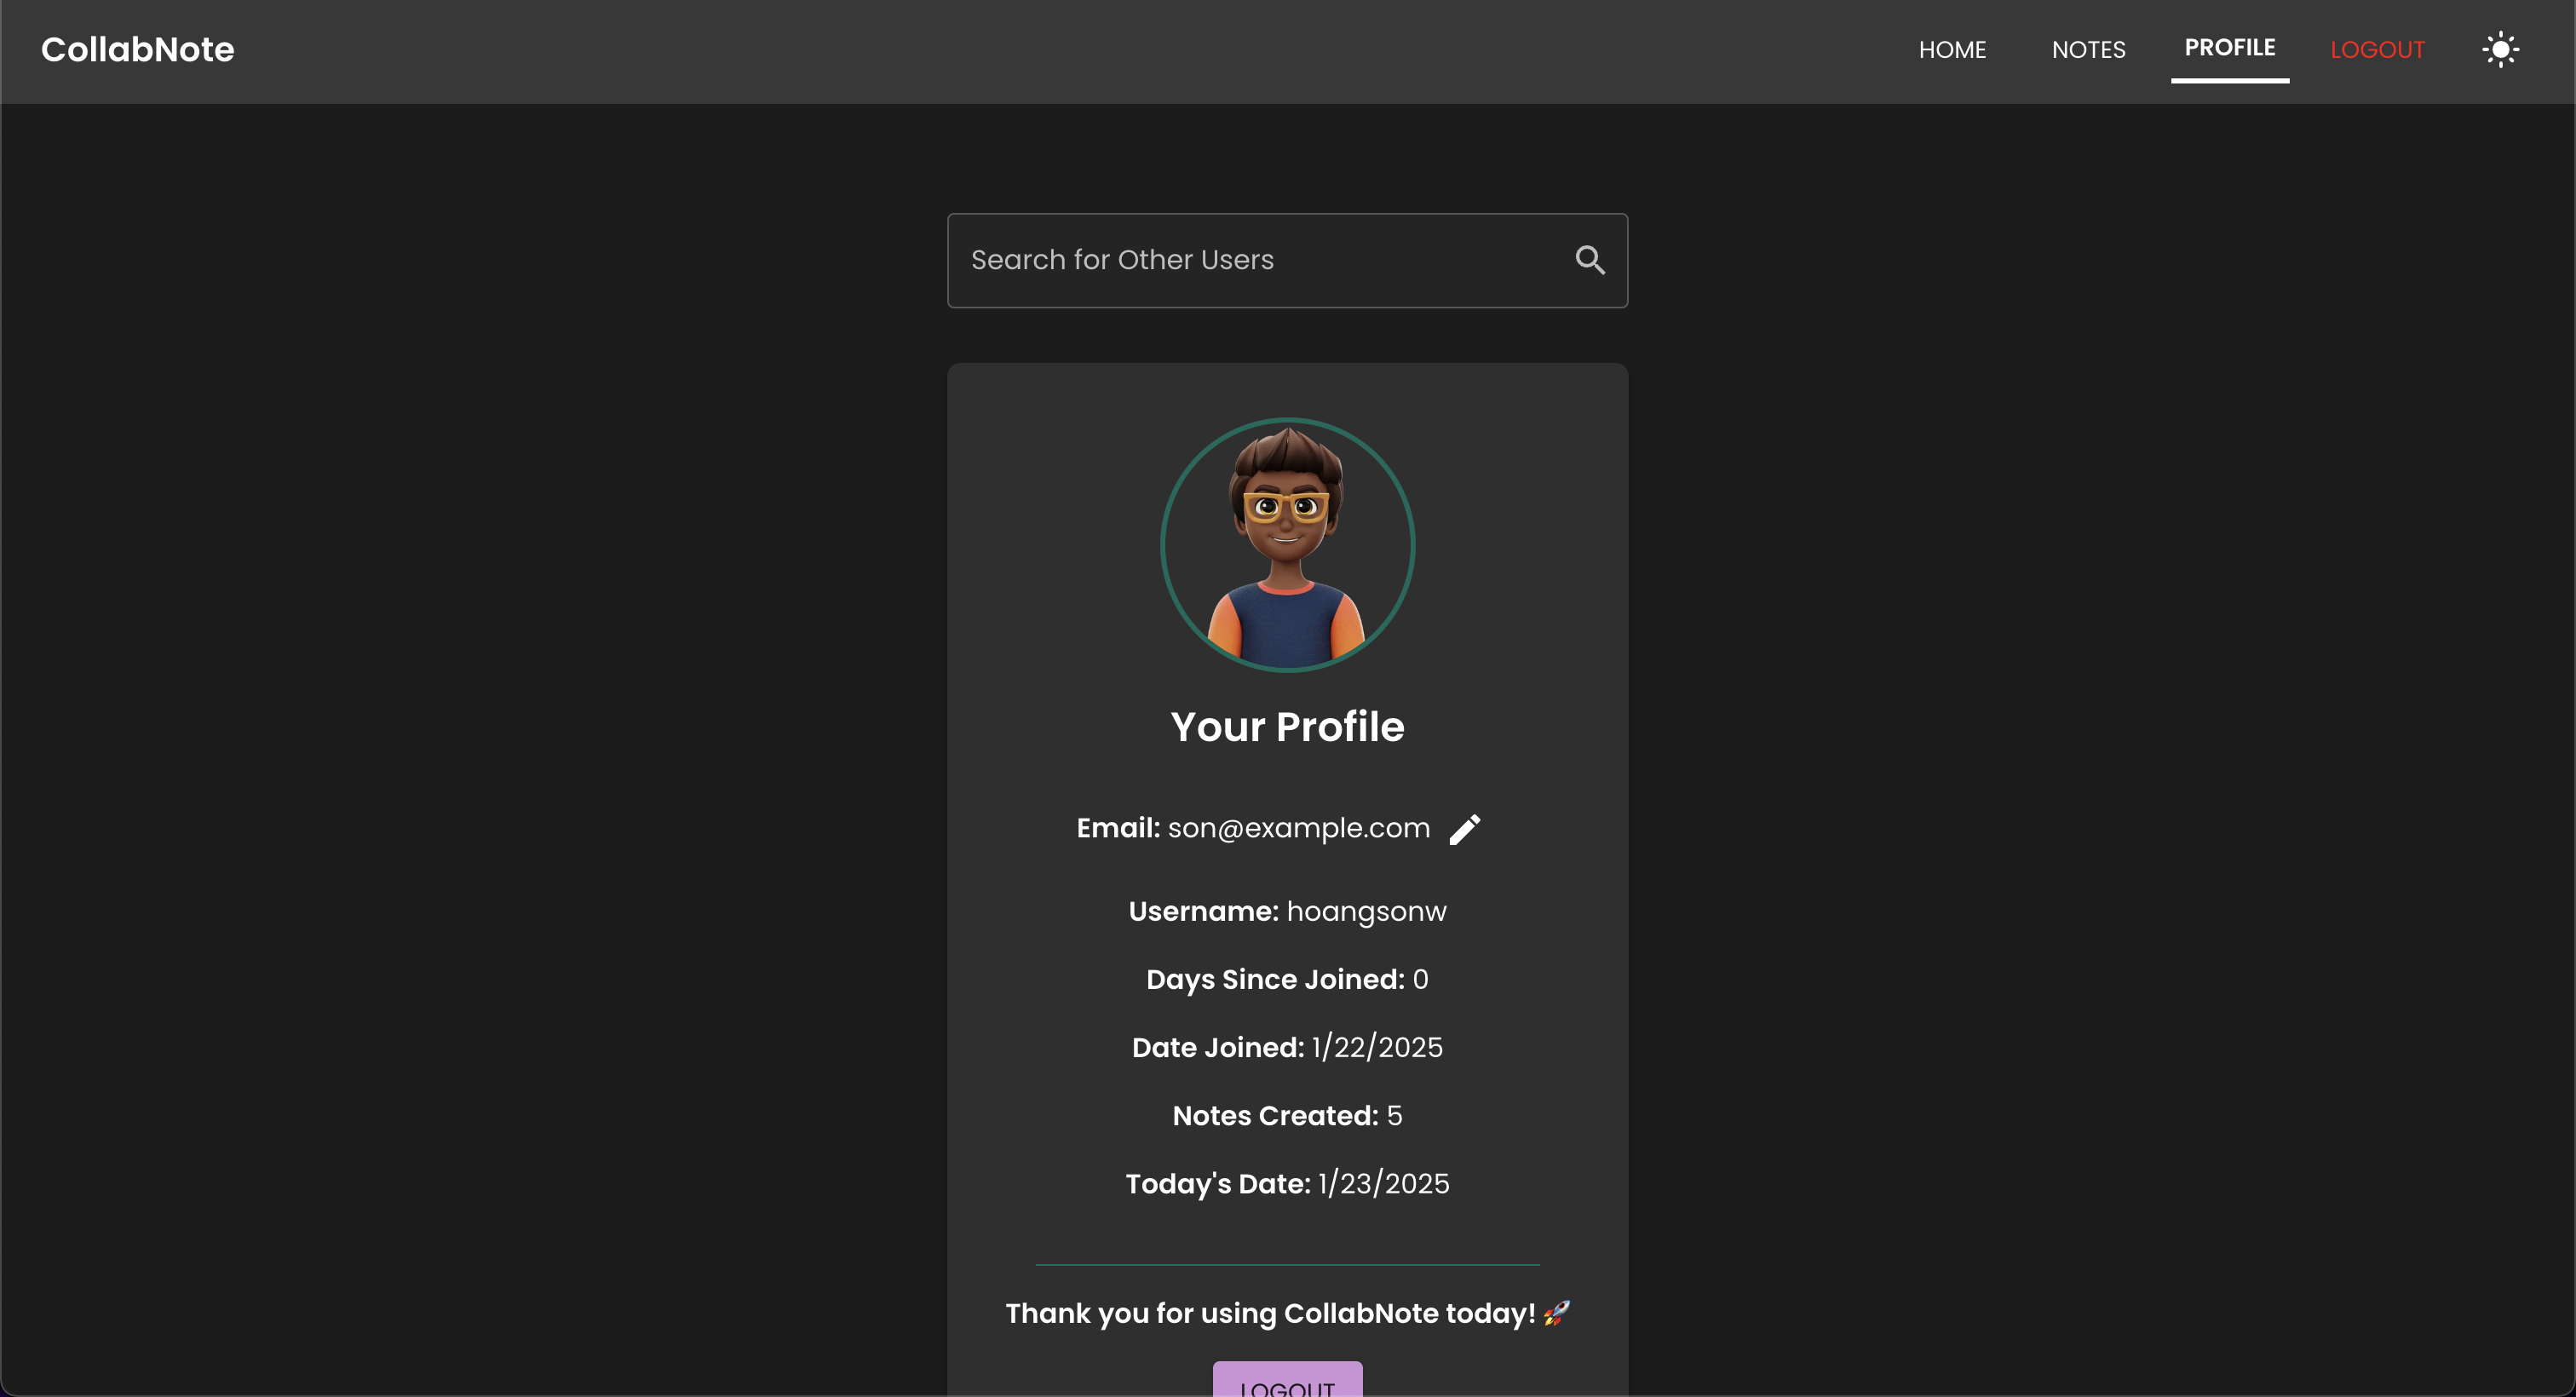 CollabNote
HOME NOTES PROFILE LOGOUT
Search for Other Users
Your Profile
Email: son@example.com
Username: hoangsonw
Days Since Joined: 0
Date Joined: 1/22/2025
Notes Created: 5
Today's Date: 1/23/2025
Thank you for using CollabNote today! 🚀
LOGOUT